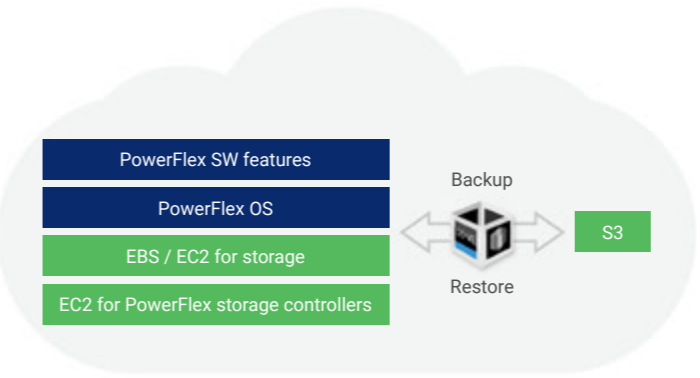 PowerFlex SW features
PowerFlex OS
EBS / EC2 for storage
EC2 for PowerFlex storage controllers
Backup
Restore
S3